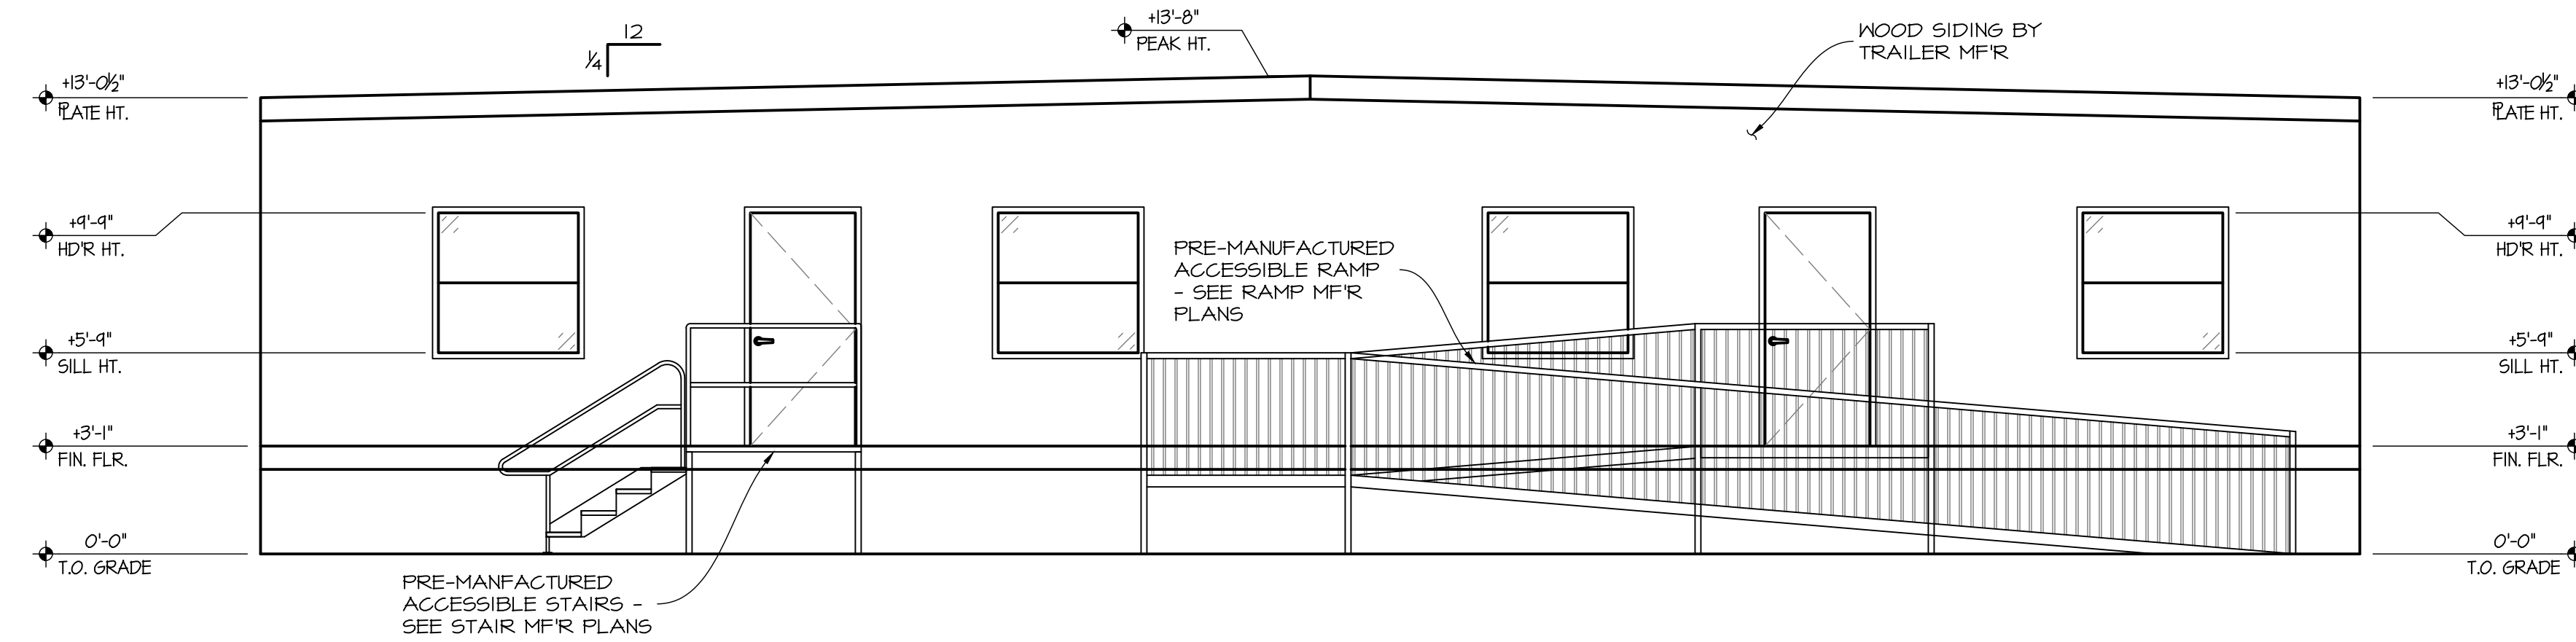 12
1/4
+13'-8"
PEAK HT.
WOOD SIDING BY
TRAILER MF'R
+13'-0½"
PLATE HT.
+13'-0½"
PLATE HT.
+9'-9"
HD'R HT.
+9'-9"
HD'R HT.
PRE-MANUFACTURED
ACCESSIBLE RAMP
- SEE RAMP MF'R
PLANS
+5'-9"
SILL HT.
+5'-9"
SILL HT.
+3'-1"
FIN. FLR.
+3'-1"
FIN. FLR.
0'-0"
T.O. GRADE
0'-0"
T.O. GRADE
PRE-MANFACTURED
ACCESSIBLE STAIRS -
SEE STAIR MF'R PLANS